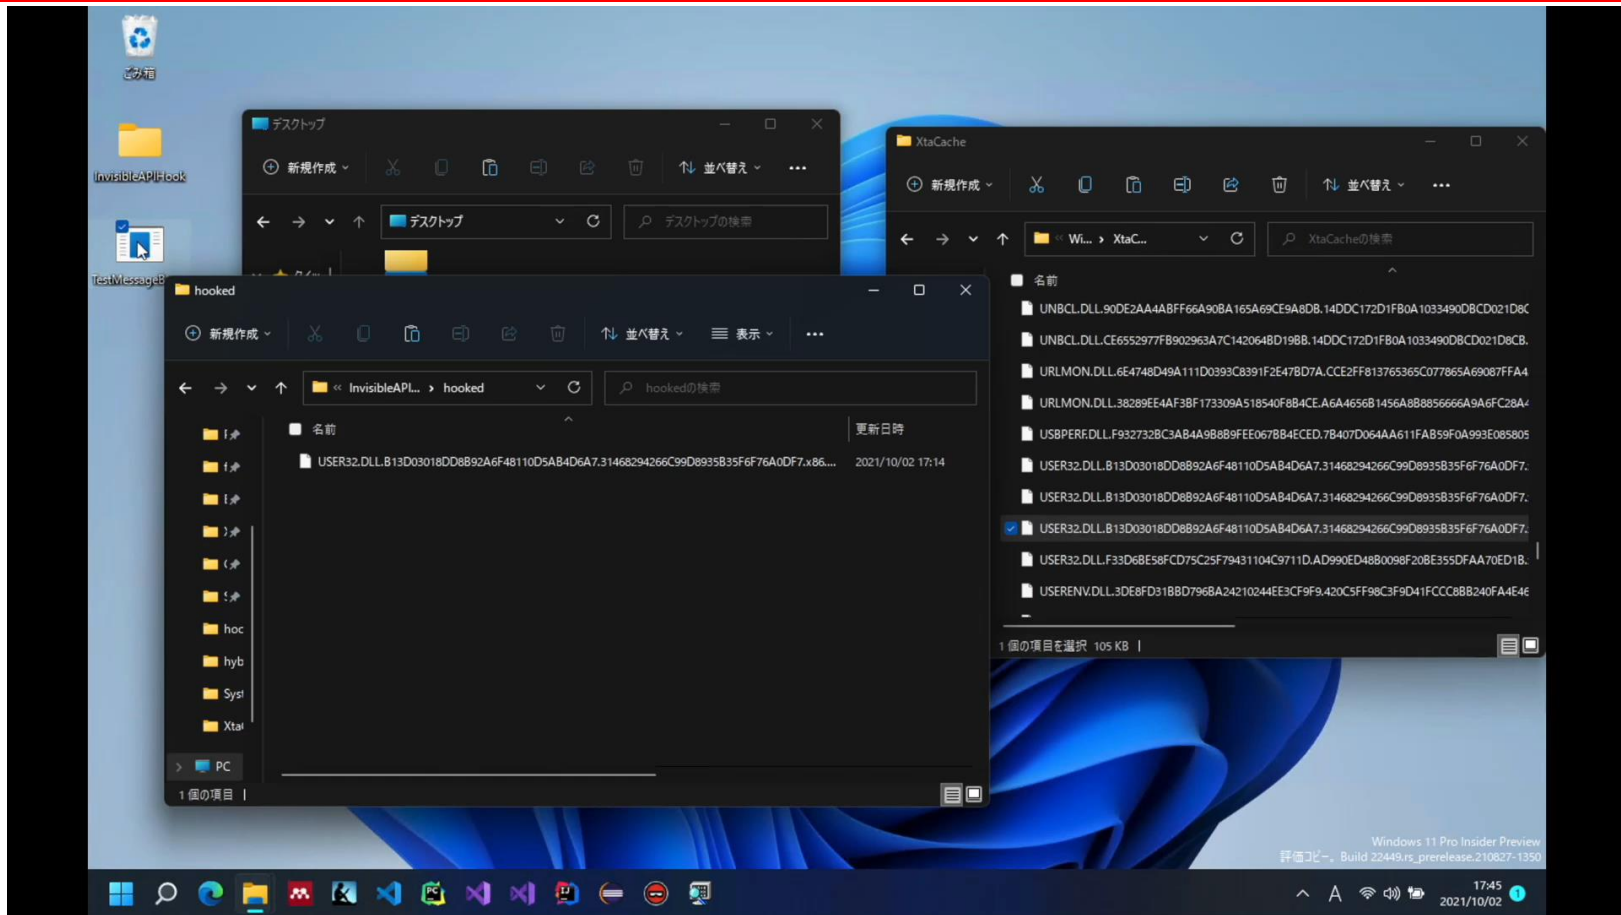 ごみ箱
InvisibleAPIHook
TestMessageB
デスクトップ
新規作成
並べ替え
デスクトップ
デスクトップの検索
XtaCache
新規作成
並べ替え
Wi... › XtaC...
XtaCacheの検索
名前
UNBCL.DLL.90DE2AA4ABFF66A90BA165A69CE9A8DB.14DDC172D1FB0A1033490DBCD021D8C
UNBCL.DLL.CE6552977FB902963A7C142064BD19BB.14DDC172D1FB0A1033490DBCD021D8CB.
URLMON.DLL.6E4748D49A111D0393C8391F2E47BD7A.CCE2FF813765365C077865A69087FFA4
URLMON.DLL.38289EE4AF3BF173309A518540F8B4CE.A6A4656B1456A8B8856666A9A6FC28A4
USBPERF.DLL.F932732BC3AB4A9B8B9FEE067BB4ECED.7B407D064AA611FAB59F0A993E085805
USER32.DLL.B13D03018DD8B92A6F48110D5AB4D6A7.31468294266C99D8935B35F6F76A0DF7.
USER32.DLL.B13D03018DD8B92A6F48110D5AB4D6A7.31468294266C99D8935B35F6F76A0DF7.
USER32.DLL.B13D03018DD8B92A6F48110D5AB4D6A7.31468294266C99D8935B35F6F76A0DF7.
USER32.DLL.F33D6BE58FCD75C25F79431104C9711D.AD990ED48B0098F20BE355DFAA70ED1B.
USERENV.DLL.3DE8FD31BBD796BA24210244EE3CF9F9.420C5FF98C3F9D41FCCC8BB240FA4E46
1 個の項目を選択 105 KB
hooked
新規作成
並べ替え
表示
InvisibleAPI... › hooked
hookedの検索
名前
更新日時
USER32.DLL.B13D03018DD8B92A6F48110D5AB4D6A7.31468294266C99D8935B35F6F76A0DF7.x86....
2021/10/02 17:14
hoc
hyb
Syst
Xta
PC
1 個の項目
Windows 11 Pro Insider Preview
評価コピー。Build 22449.rs_prerelease.210827-1350
A
17:45
2021/10/02
1